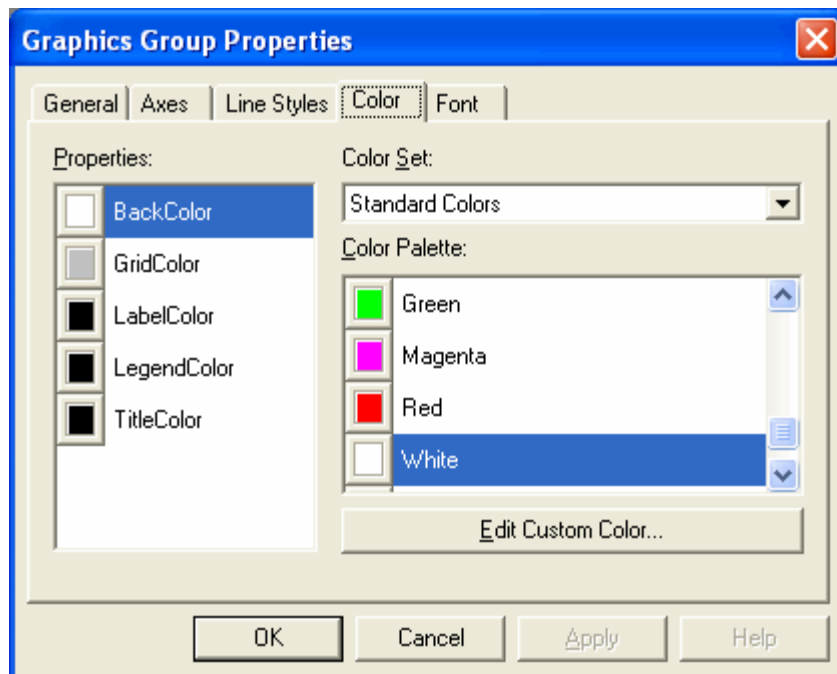 Graphics Group Properties
General Axes Line Styles Color Font
Properties:
BackColor
GridColor
LabelColor
LegendColor
TitleColor
Color Set:
Standard Colors
Color Palette:
Green
Magenta
Red
White
Edit Custom Color...
OK Cancel Apply Help